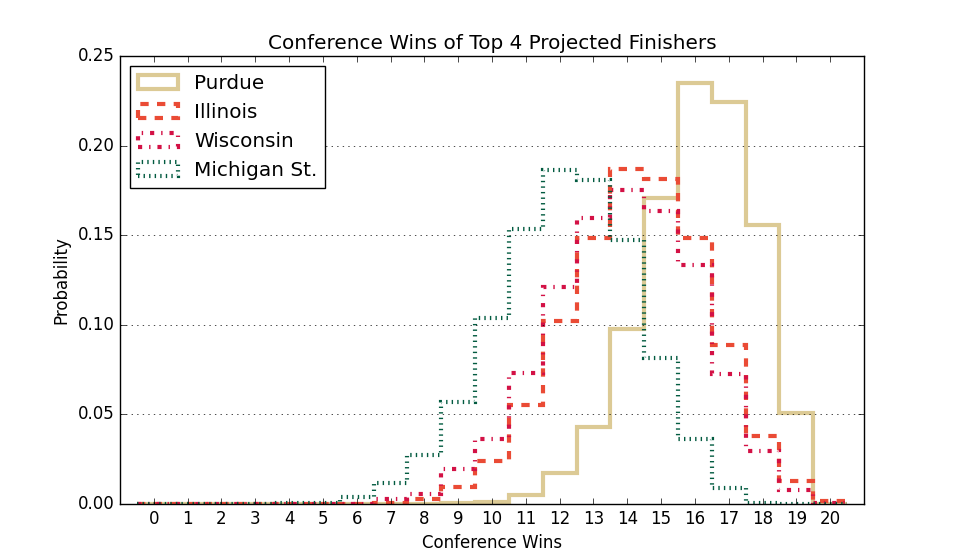 Conference Wins of Top 4 Projected Finishers
0.25
0.20
0.15
0.10
0.05
0.00
Probability
Purdue
Illinois
Wisconsin
Michigan St.
0 1 2 3 4 5 6 7 8 9 10 11 12 13 14 15 16 17 18 19 20
Conference Wins